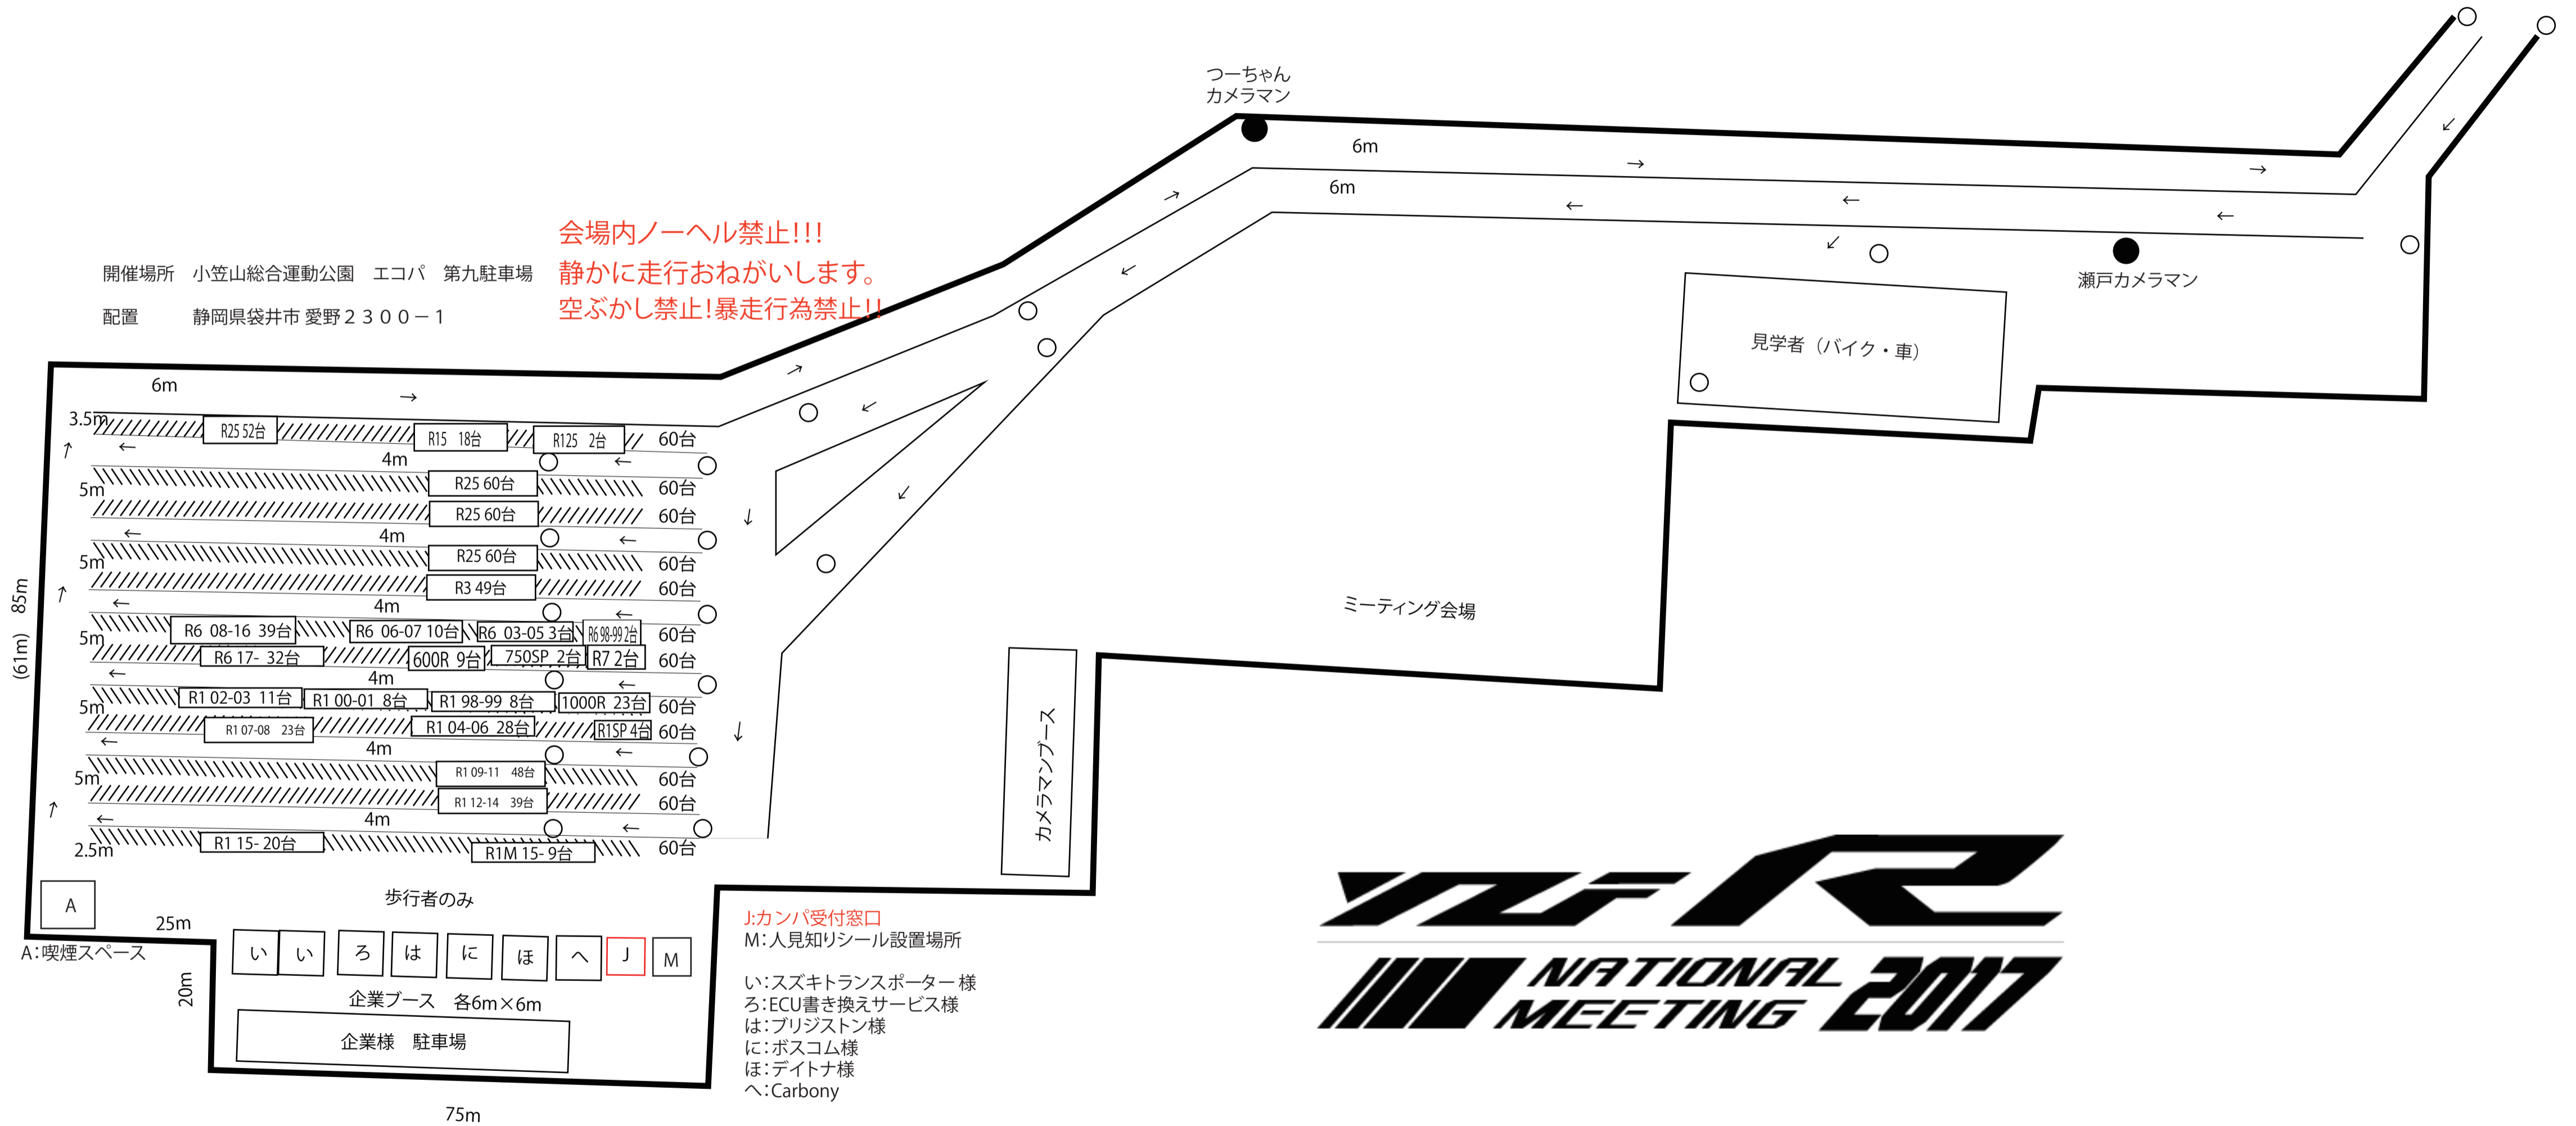 つーちゃん
カメラマン
6m
→
→
↙
6m
←
←
←
↙
→
↙
瀬戸カメラマン
見学者（バイク・車）
会場内ノーヘル禁止!!!
静かに走行おねがいします。
空ぶかし禁止!暴走行為禁止!!
開催場所　小笠山総合運動公園　エコパ　第九駐車場
配置　　　静岡県袋井市 愛野２３００－１
6m
→
→
↙
↙
↓
↓
3.5m
R25 52台
R15 18台
R125 2台
60台
↑
←
4m
←
5m
R25 60台
60台
R25 60台
60台
←
4m
←
5m
R25 60台
60台
R3 49台
60台
↑
←
4m
←
5m
R6 08-16 39台
R6 06-07 10台
R6 03-05 3台
R6 98-99 2台
60台
R6 17- 32台
600R 9台
750SP 2台
R7 2台
60台
←
4m
←
5m
R1 02-03 11台
R1 00-01 8台
R1 98-99 8台
1000R 23台
60台
R1 07-08 23台
R1 04-06 28台
R1SP 4台
60台
←
4m
←
5m
R1 09-11 48台
60台
R1 12-14 39台
60台
↑
←
4m
←
2.5m
R1 15- 20台
R1M 15- 9台
60台
85m
(61m)
ミーティング会場
カメラマンブース
A
歩行者のみ
25m
A：喫煙スペース
20m
い
い
ろ
は
に
ほ
へ
J
M
企業ブース　各6m×6m
企業様　駐車場
75m
J:カンパ受付窓口
M：人見知りシール設置場所
い：スズキトランスポーター 様
ろ：ECU書き換えサービス様
は：ブリジストン様
に：ボスコム様
ほ：デイトナ様
へ：Carbony
YZF R
NATIONAL
MEETING 2017